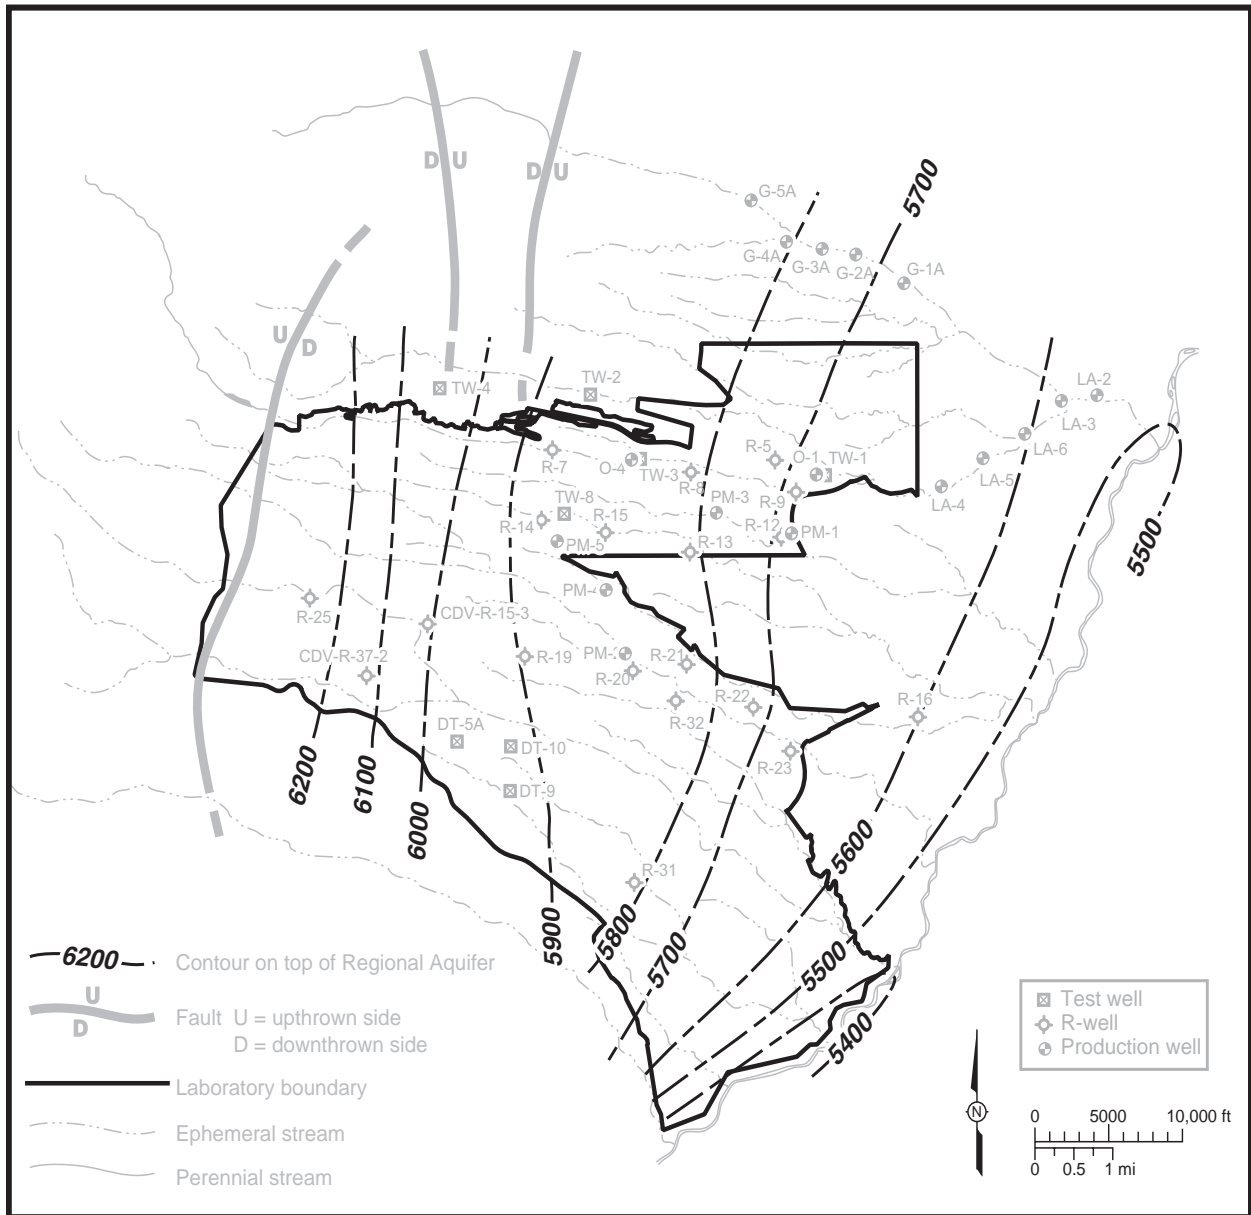 D U
D U
5700
G-5A
G-4A
G-3A
G-2A
G-1A
U
D
TW-4
TW-2
LA-2
LA-3
LA-6
LA-5
LA-4
R-7
O-4
TW-3
R-8
R-5
O-1
TW-1
R-9
PM-3
TW-8
R-14
R-15
PM-5
R-13
R-12
PM-1
5500
PM-4
R-25
CDV-R-15-3
CDV-R-37-2
R-19
R-20
R-21
R-32
R-22
R-16
R-23
DT-5A
DT-10
DT-9
6200
6100
6000
5900
R-31
5800
5700
5600
5500
5400
6200 Contour on top of Regional Aquifer
U
D
Fault U = upthrown side
D = downthrown side
Laboratory boundary
Ephemeral stream
Perennial stream
Test well
R-well
Production well
N
0 5000 10,000 ft
0 0.5 1 mi